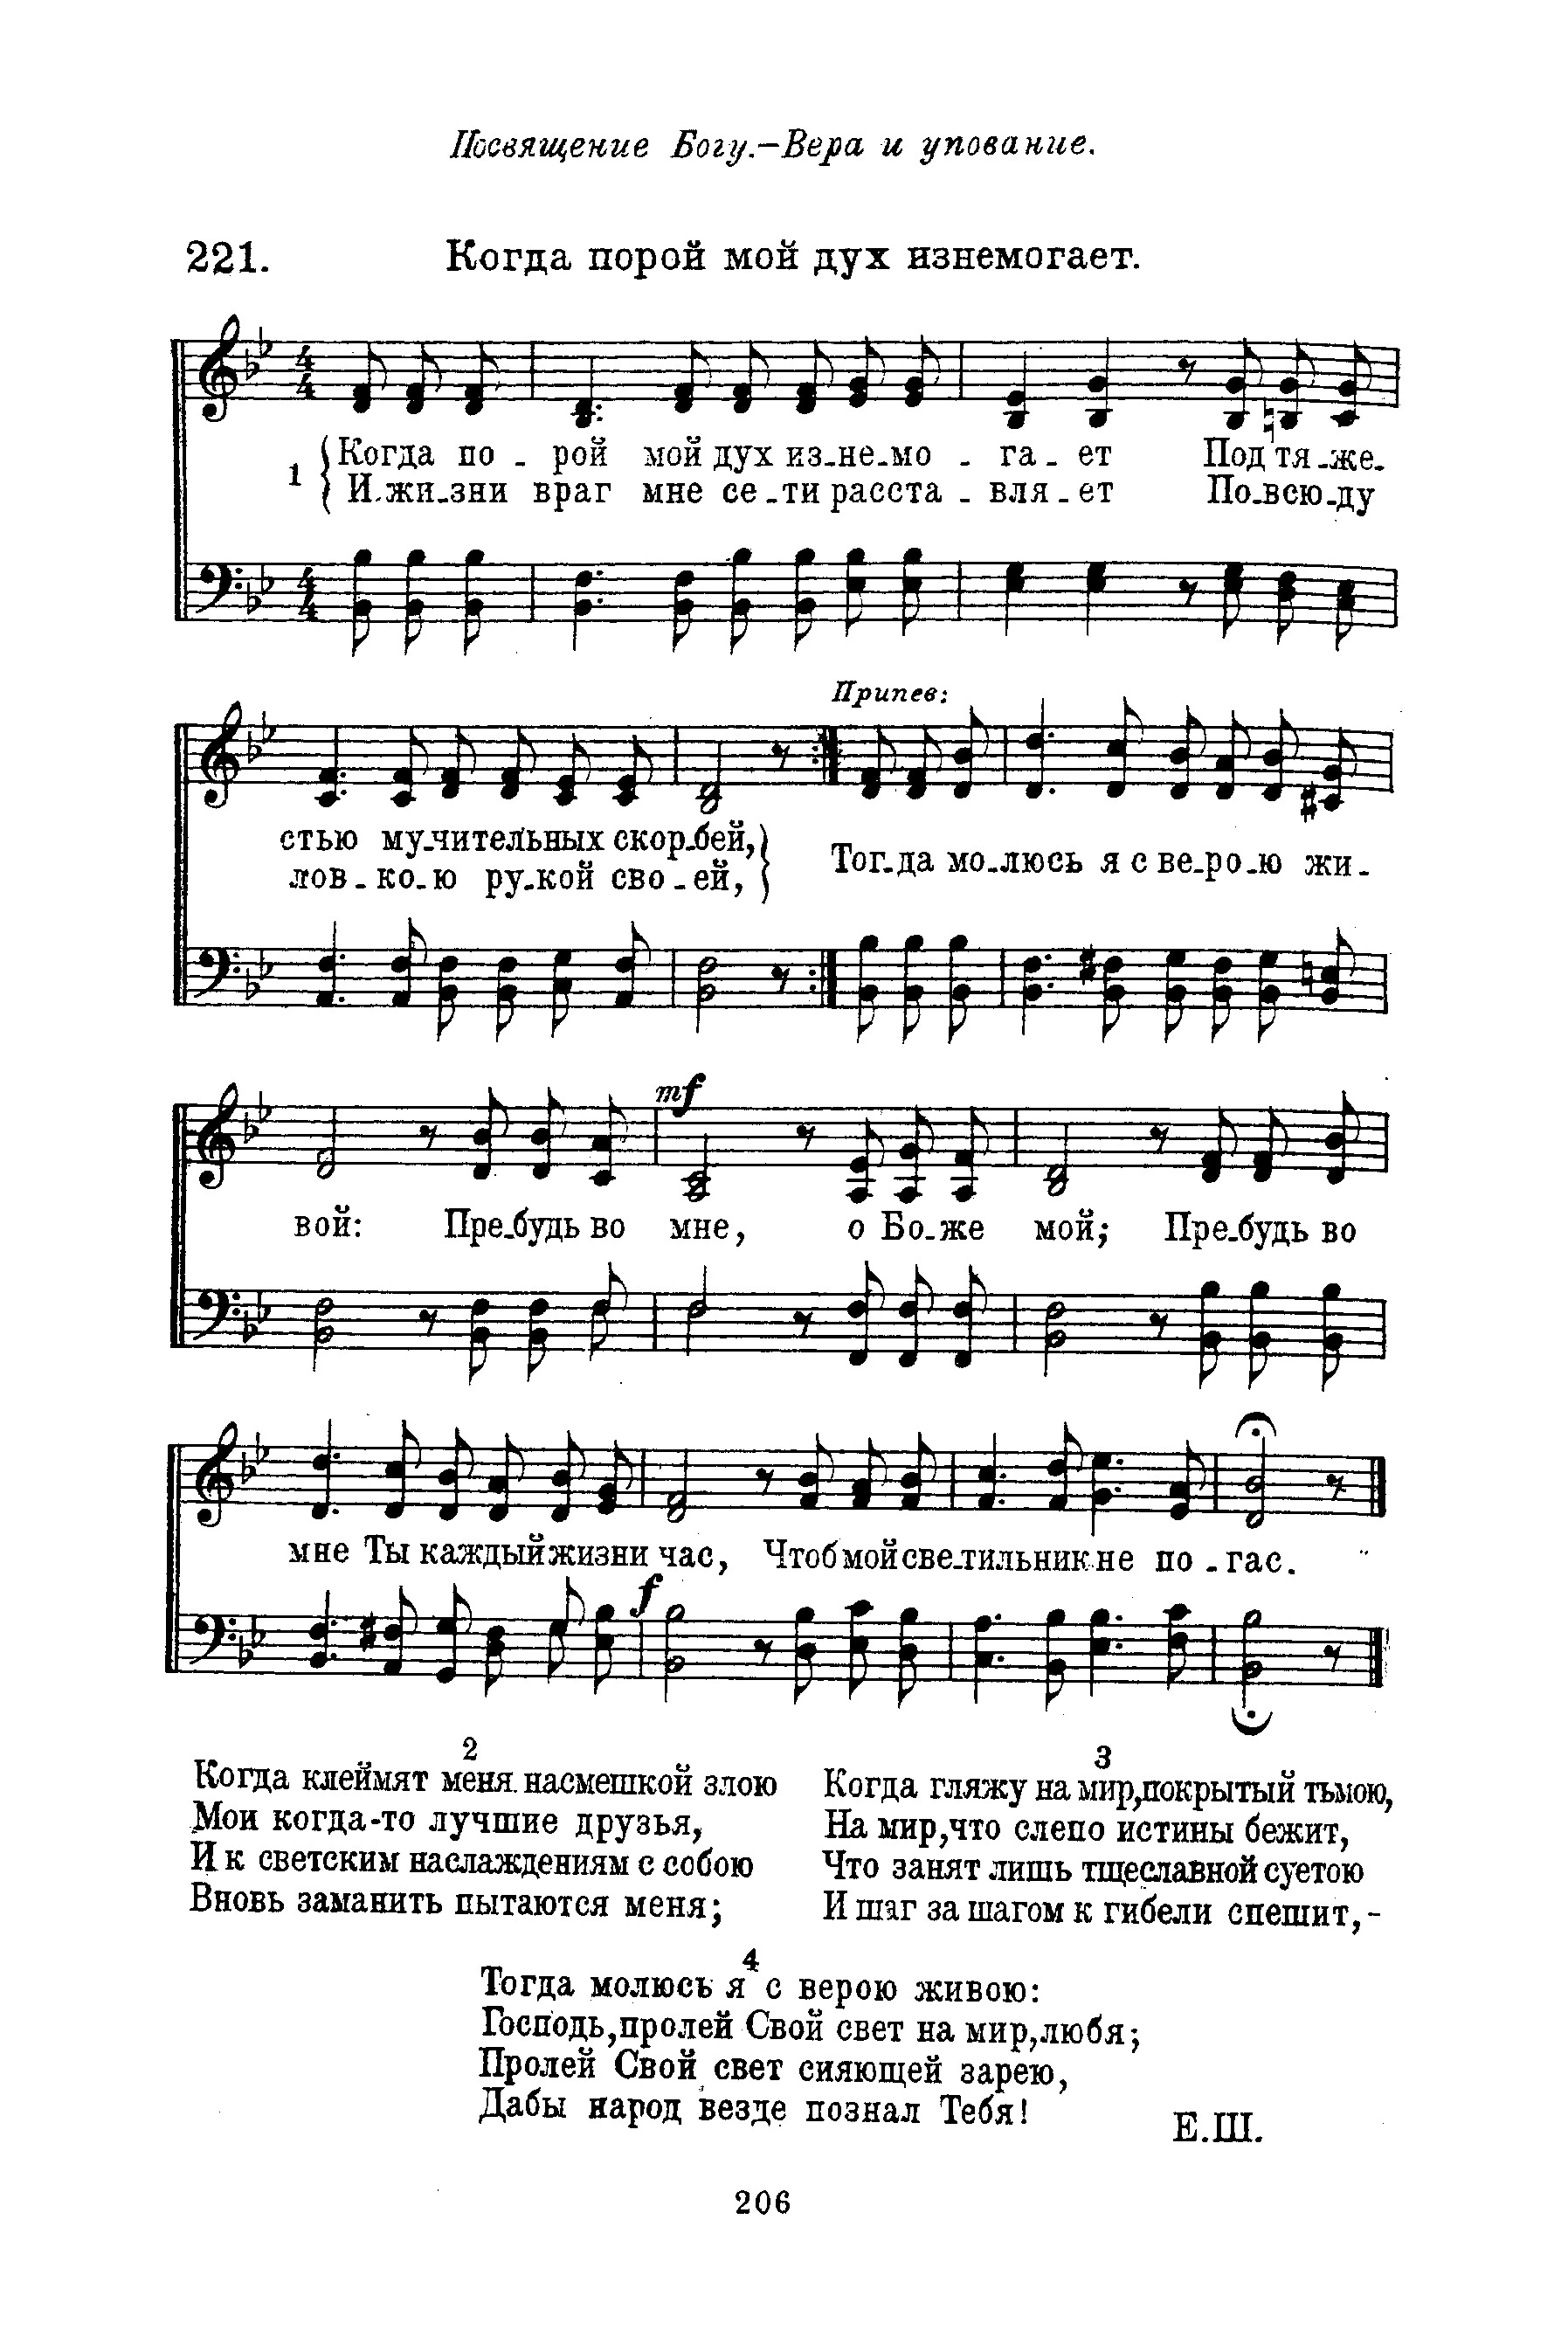 Посвящение Богу.–Вера и упование.
221. Когда порой мой дух изнемогает.
1
Когда по - рой мой дух из-не-мо - га - ет Под тя-же-
И жи-зни враг мне се-ти расста - вля-ет По-всю-ду
Припев:
стью му-чительных скор-бей,
лов-ко-ю ру-кой сво-ей,
Тог-да мо-люсь я с ве-ро-ю жи-
mf
вой: Пре-будь во мне, о Бо-же мой; Пре-будь во
мне Ты каждый жизни час, Чтоб мой све-тильник не по-гас.
f
2
Когда клеймят меня насмешкой злою
Мои когда-то лучшие друзья,
И к светским наслаждениям с собою
Вновь заманить пытаются меня;
3
Когда гляжу на мир, покрытый тьмою,
На мир, что слепо истины бежит,
Что занят лишь тщеславной суетою
И шаг за шагом к гибели спешит,-
4
Тогда молюсь я с верою живою:
Господь, пролей Свой свет на мир, любя;
Пролей Свой свет сияющей зарею,
Дабы народ везде познал Тебя!
Е.Ш.
206